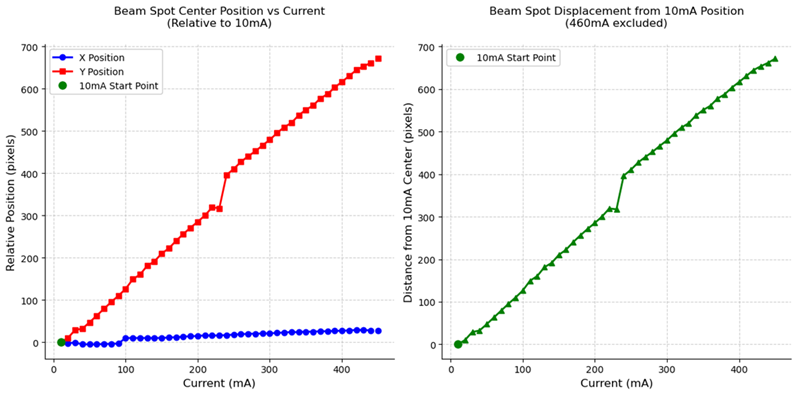 Beam Spot Center Position vs Current
(Relative to 10mA)
X Position
Y Position
10mA Start Point
Relative Position (pixels)
700
600
500
400
300
200
100
0
0
100
200
300
400
Current (mA)
Beam Spot Displacement from 10mA Position
(460mA excluded)
10mA Start Point
Distance from 10mA Center (pixels)
700
600
500
400
300
200
100
0
0
100
200
300
400
Current (mA)